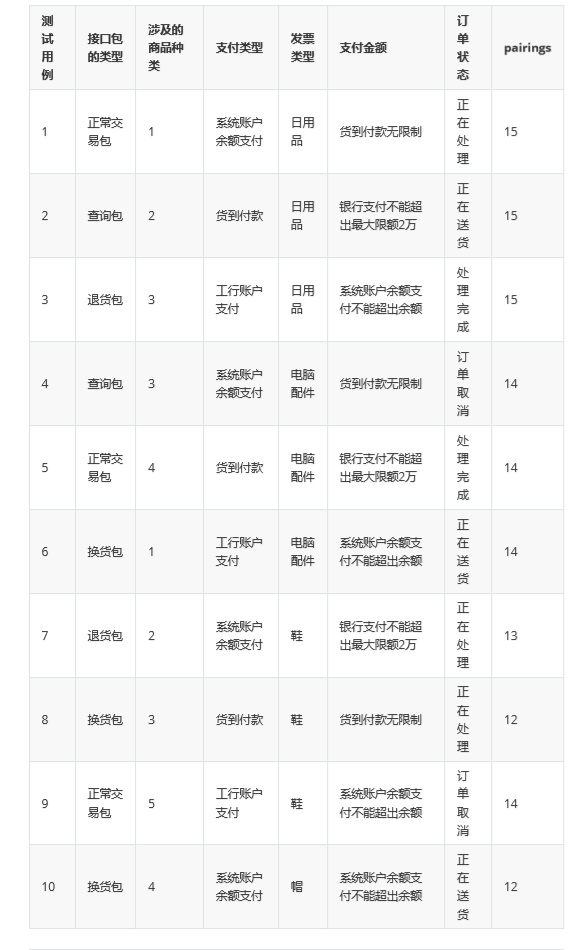 测试用例 接口包的类型 涉及的商品种类 支付类型 发票类型 支付金额 订单状态 pairings
1 正常交易包 1 系统账户余额支付 日用品 货到付款无限制 正在处理 15
2 查询包 2 货到付款 日用品 银行支付不能超出最大限额2万 正在送货 15
3 退货包 3 工行账户支付 日用品 系统账户余额支付不能超出余额 处理完成 15
4 查询包 3 系统账户余额支付 电脑配件 货到付款无限制 订单取消 14
5 正常交易包 4 货到付款 电脑配件 银行支付不能超出最大限额2万 处理完成 14
6 换货包 1 工行账户支付 电脑配件 系统账户余额支付不能超出余额 正在送货 14
7 退货包 2 系统账户余额支付 鞋 银行支付不能超出最大限额2万 正在处理 13
8 换货包 3 货到付款 鞋 货到付款无限制 正在处理 12
9 正常交易包 5 工行账户支付 鞋 系统账户余额支付不能超出余额 订单取消 14
10 换货包 4 系统账户余额支付 帽 系统账户余额支付不能超出余额 正在送货 12